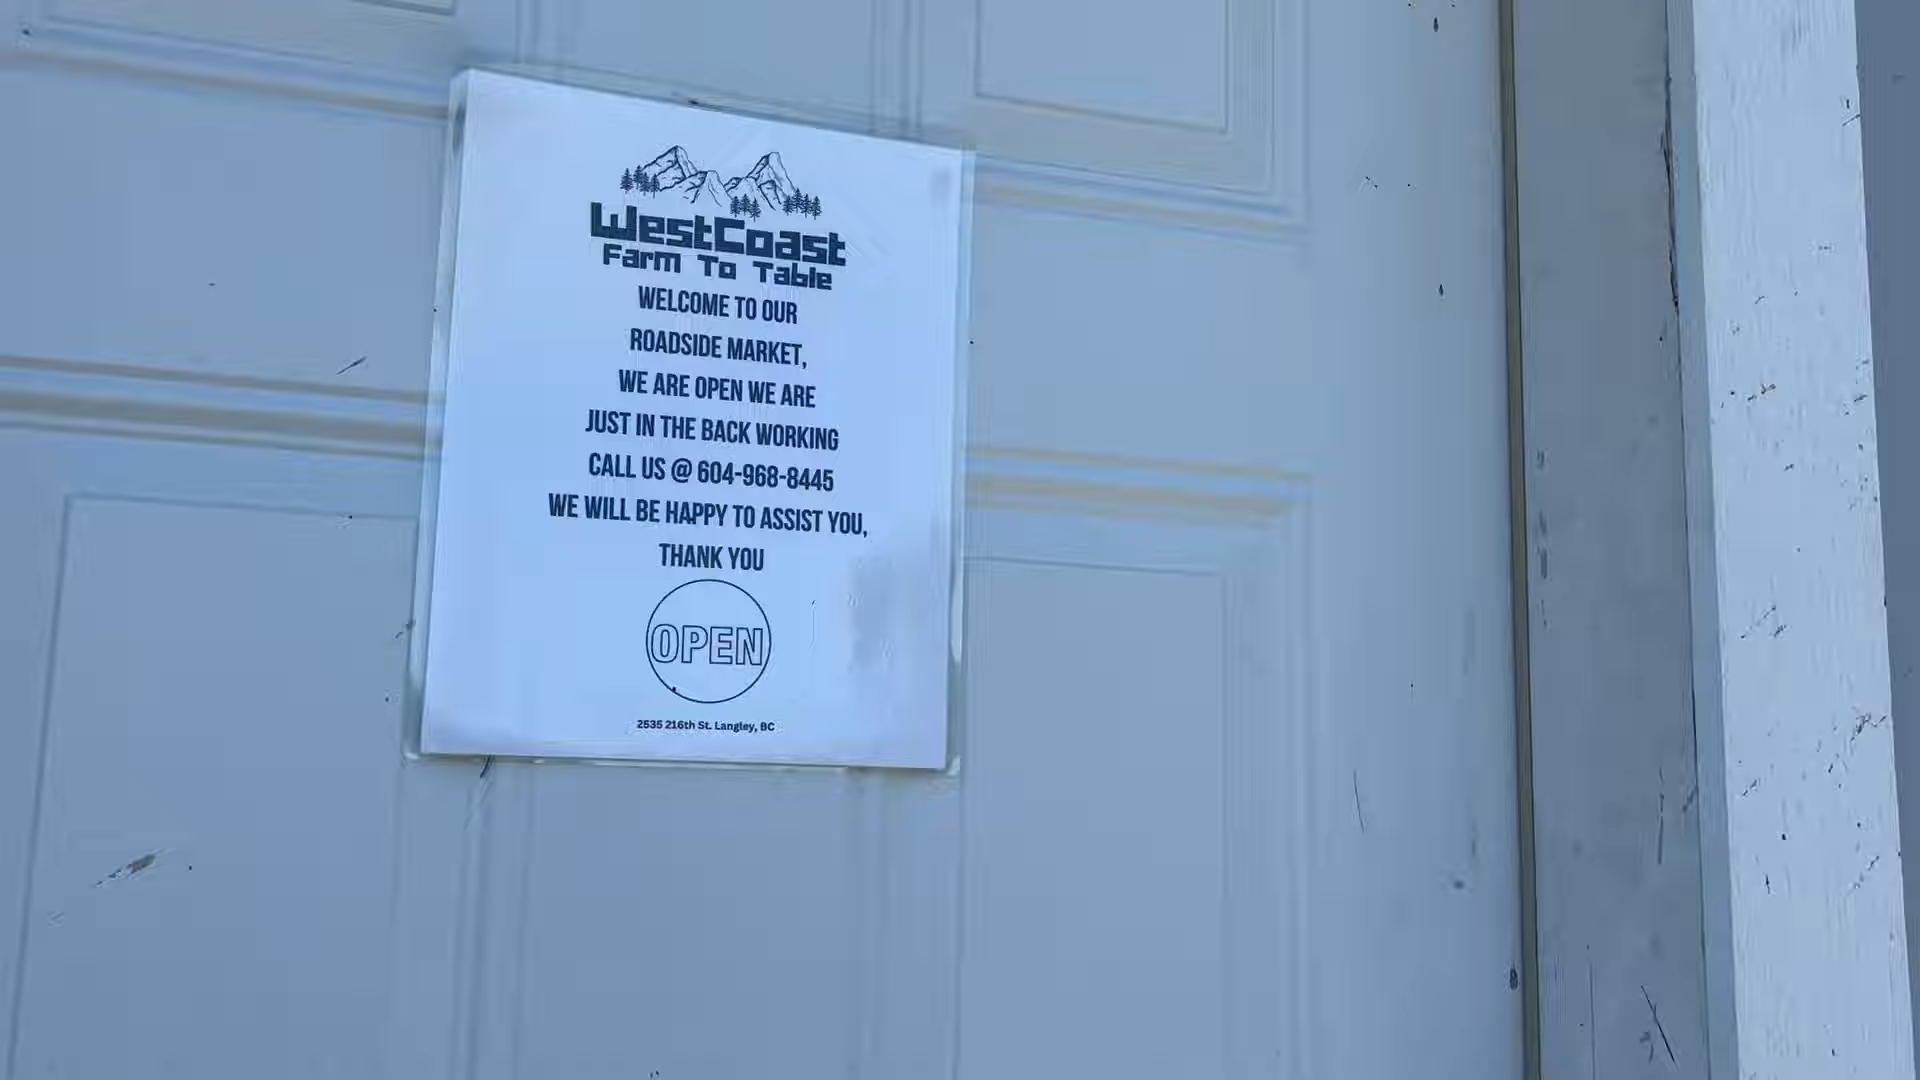 WestCoast
Farm To Table
WELCOME TO OUR
ROADSIDE MARKET,
WE ARE OPEN WE ARE
JUST IN THE BACK WORKING
CALL US @ 604-968-8445
WE WILL BE HAPPY TO ASSIST YOU,
THANK YOU
OPEN
2535 216th St. Langley, BC